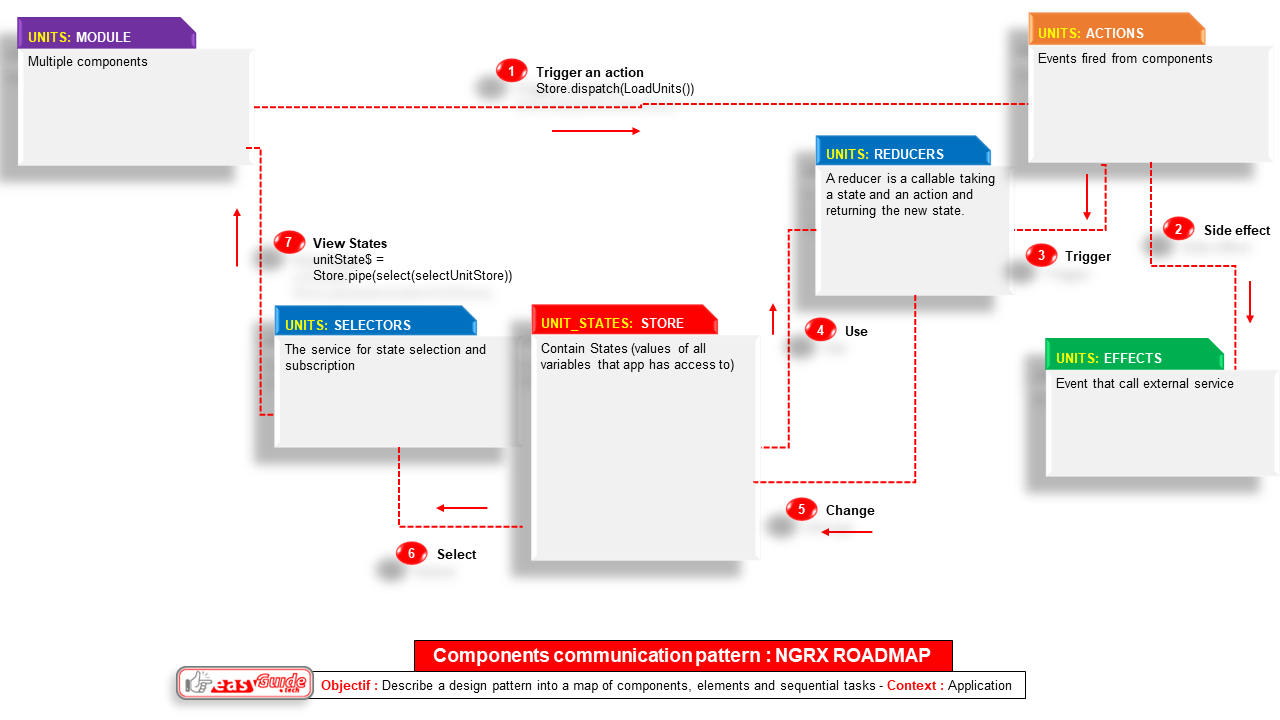 UNITS: MODULE
Multiple components
1
Trigger an action
Store.dispatch(LoadUnits())
UNITS: ACTIONS
Events fired from components
UNITS: REDUCERS
A reducer is a callable taking
a state and an action and
returning the new state.
2
Side effect
3
Trigger
7
View States
unitState$ =
Store.pipe(select(selectUnitStore))
UNITS: SELECTORS
The service for state selection and
subscription
UNIT_STATES: STORE
Contain States (values of all
variables that app has access to)
4
Use
UNITS: EFFECTS
Event that call external service
5
Change
6
Select
Components communication pattern : NGRX ROADMAP
easyGuide
.tech
Objectif : Describe a design pattern into a map of components, elements and sequential tasks - Context : Application